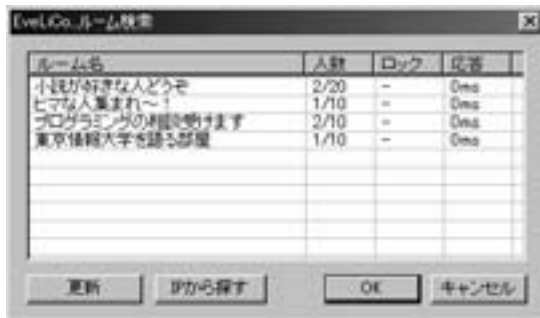 EveLiCo.ルーム検索
ルーム名 人数 ロック 応答
小説が好きな人どうぞ 2/20 - 0ms
ヒマな人集まれ～！ 1/10 - 0ms
プログラミングの相談受けます 2/10 - 0ms
東京情報大学を語る部屋 1/10 - 0ms
更新 IPから探す OK キャンセル